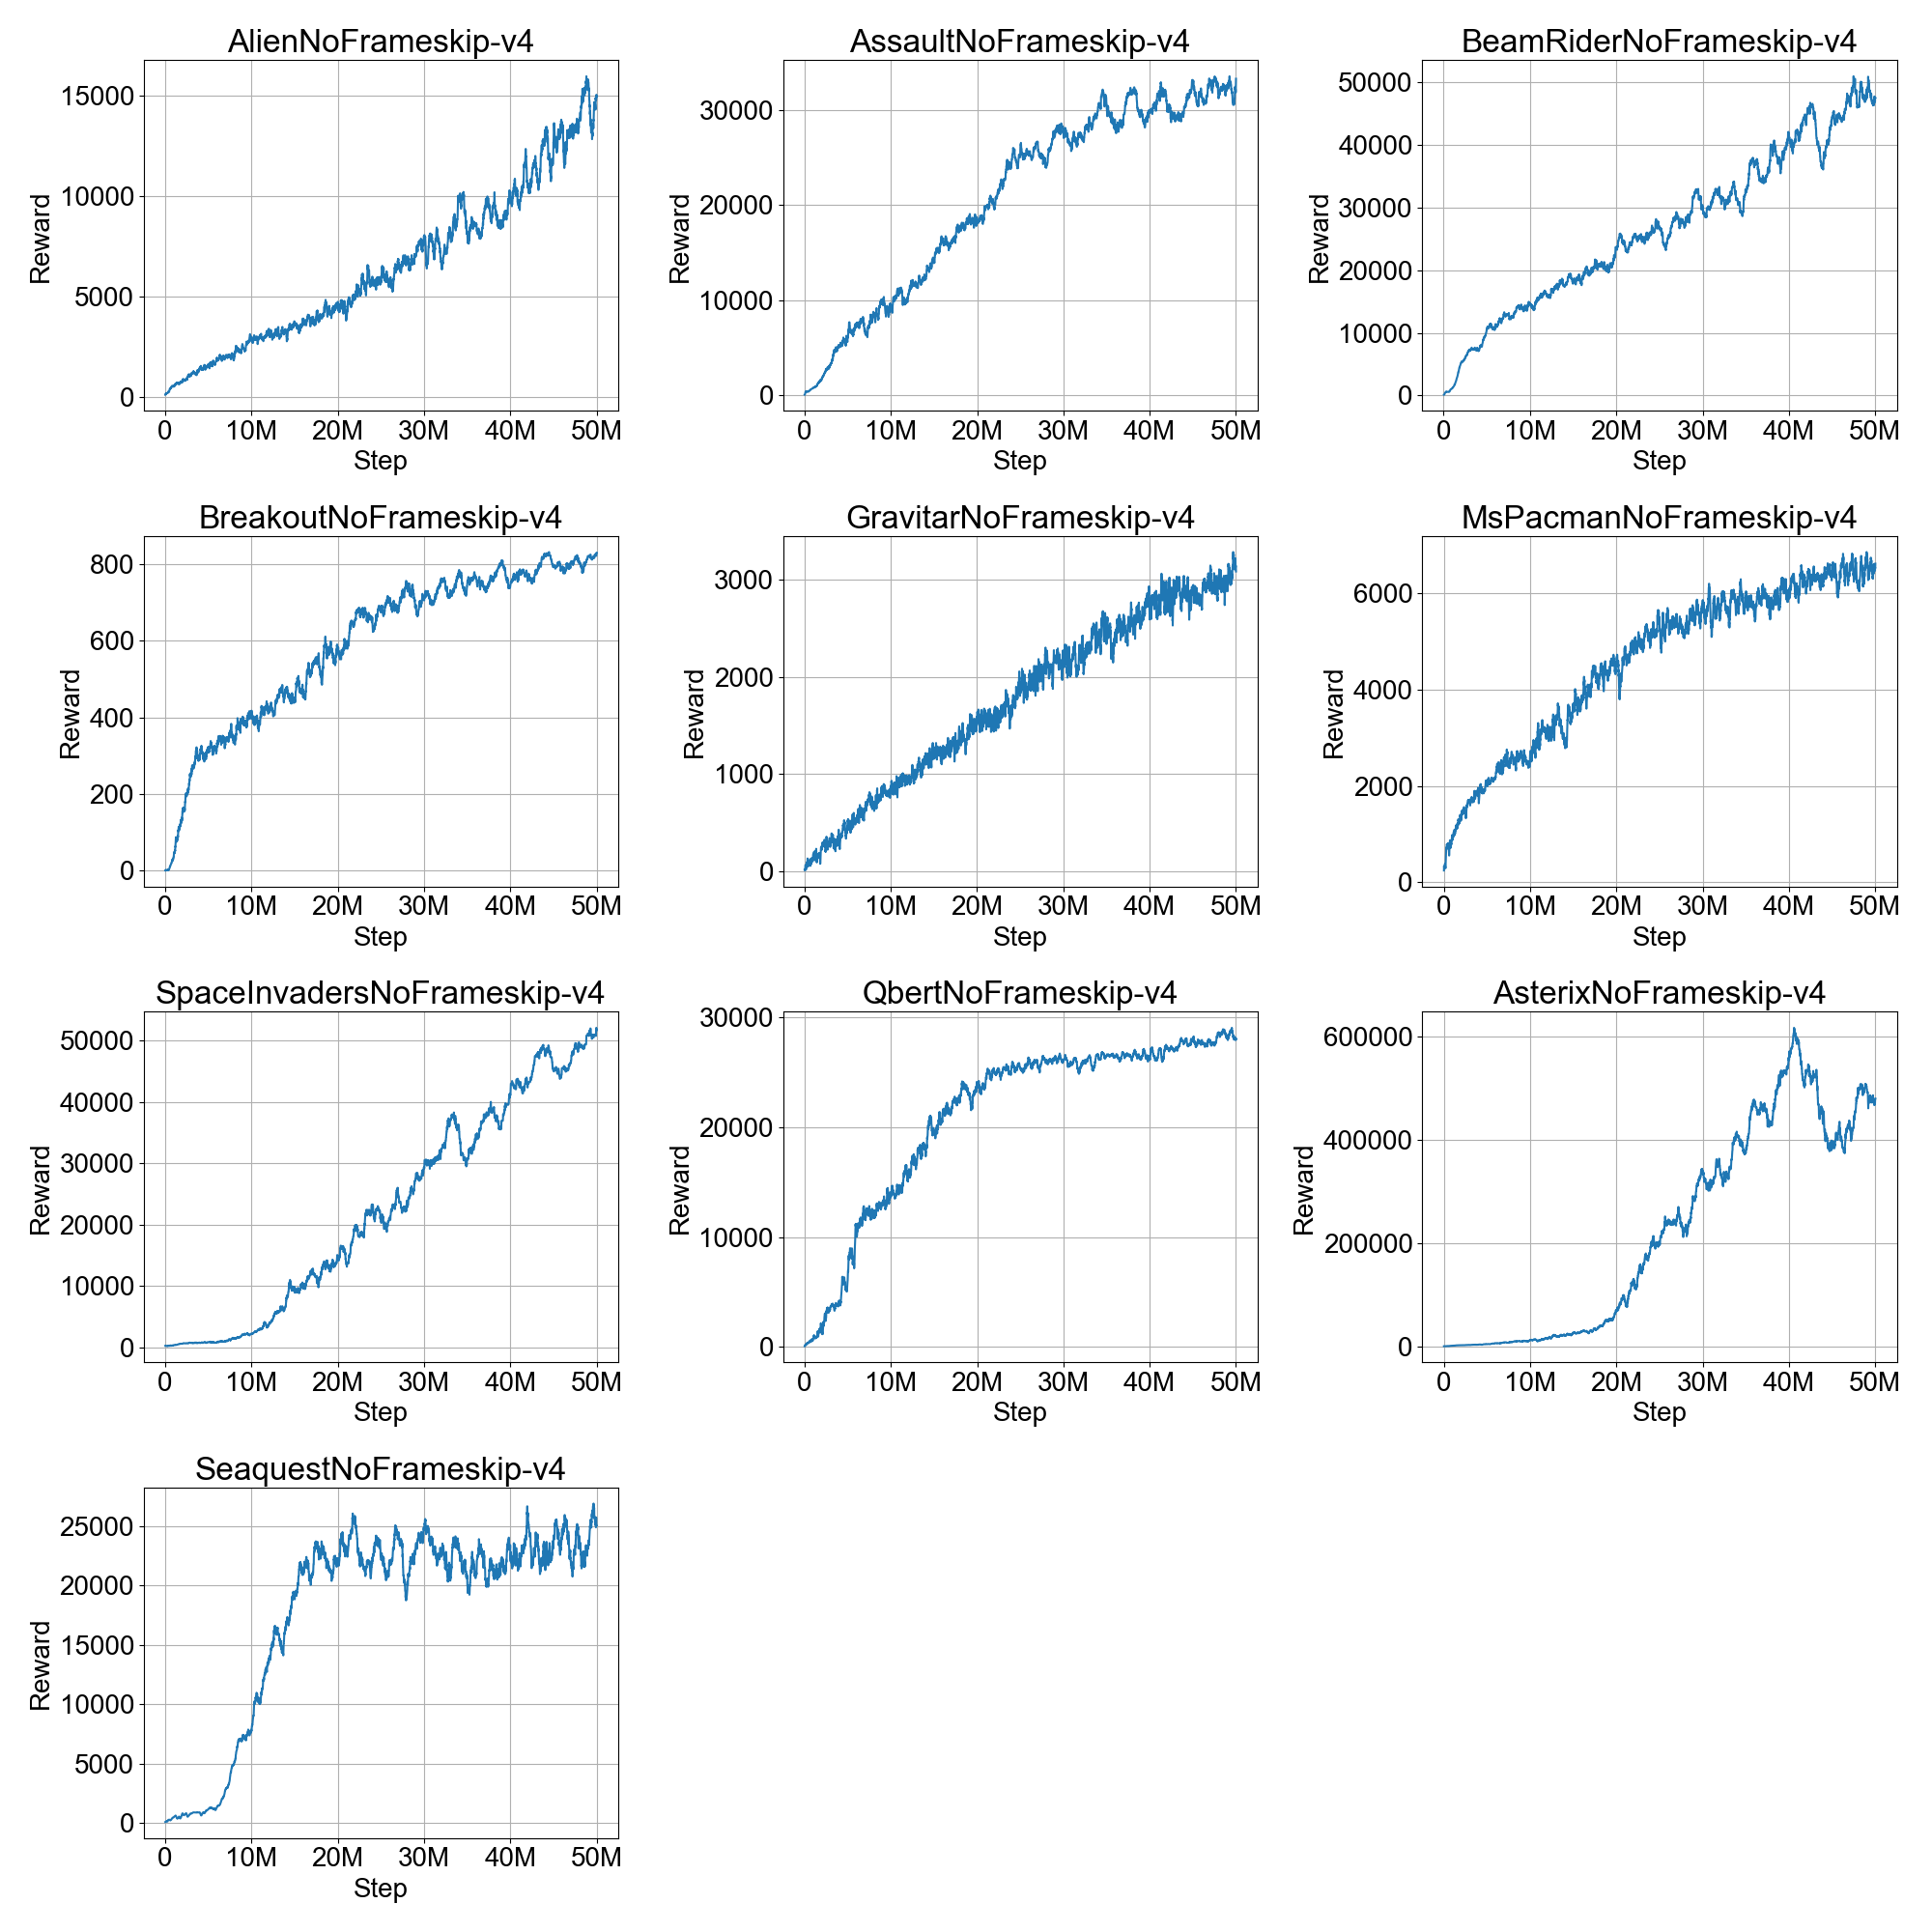 AlienNoFrameskip-v4
15000
10000
5000
0
Reward
0 10M 20M 30M 40M 50M
Step
AssaultNoFrameskip-v4
30000
20000
10000
0
Reward
0 10M 20M 30M 40M 50M
Step
BeamRiderNoFrameskip-v4
50000
40000
30000
20000
10000
0
Reward
0 10M 20M 30M 40M 50M
Step
BreakoutNoFrameskip-v4
800
600
400
200
0
Reward
0 10M 20M 30M 40M 50M
Step
GravitarNoFrameskip-v4
3000
2000
1000
0
Reward
0 10M 20M 30M 40M 50M
Step
MsPacmanNoFrameskip-v4
6000
4000
2000
0
Reward
0 10M 20M 30M 40M 50M
Step
SpaceInvadersNoFrameskip-v4
50000
40000
30000
20000
10000
0
Reward
0 10M 20M 30M 40M 50M
Step
QbertNoFrameskip-v4
30000
20000
10000
0
Reward
0 10M 20M 30M 40M 50M
Step
AsterixNoFrameskip-v4
600000
400000
200000
0
Reward
0 10M 20M 30M 40M 50M
Step
SeaquestNoFrameskip-v4
25000
20000
15000
10000
5000
0
Reward
0 10M 20M 30M 40M 50M
Step